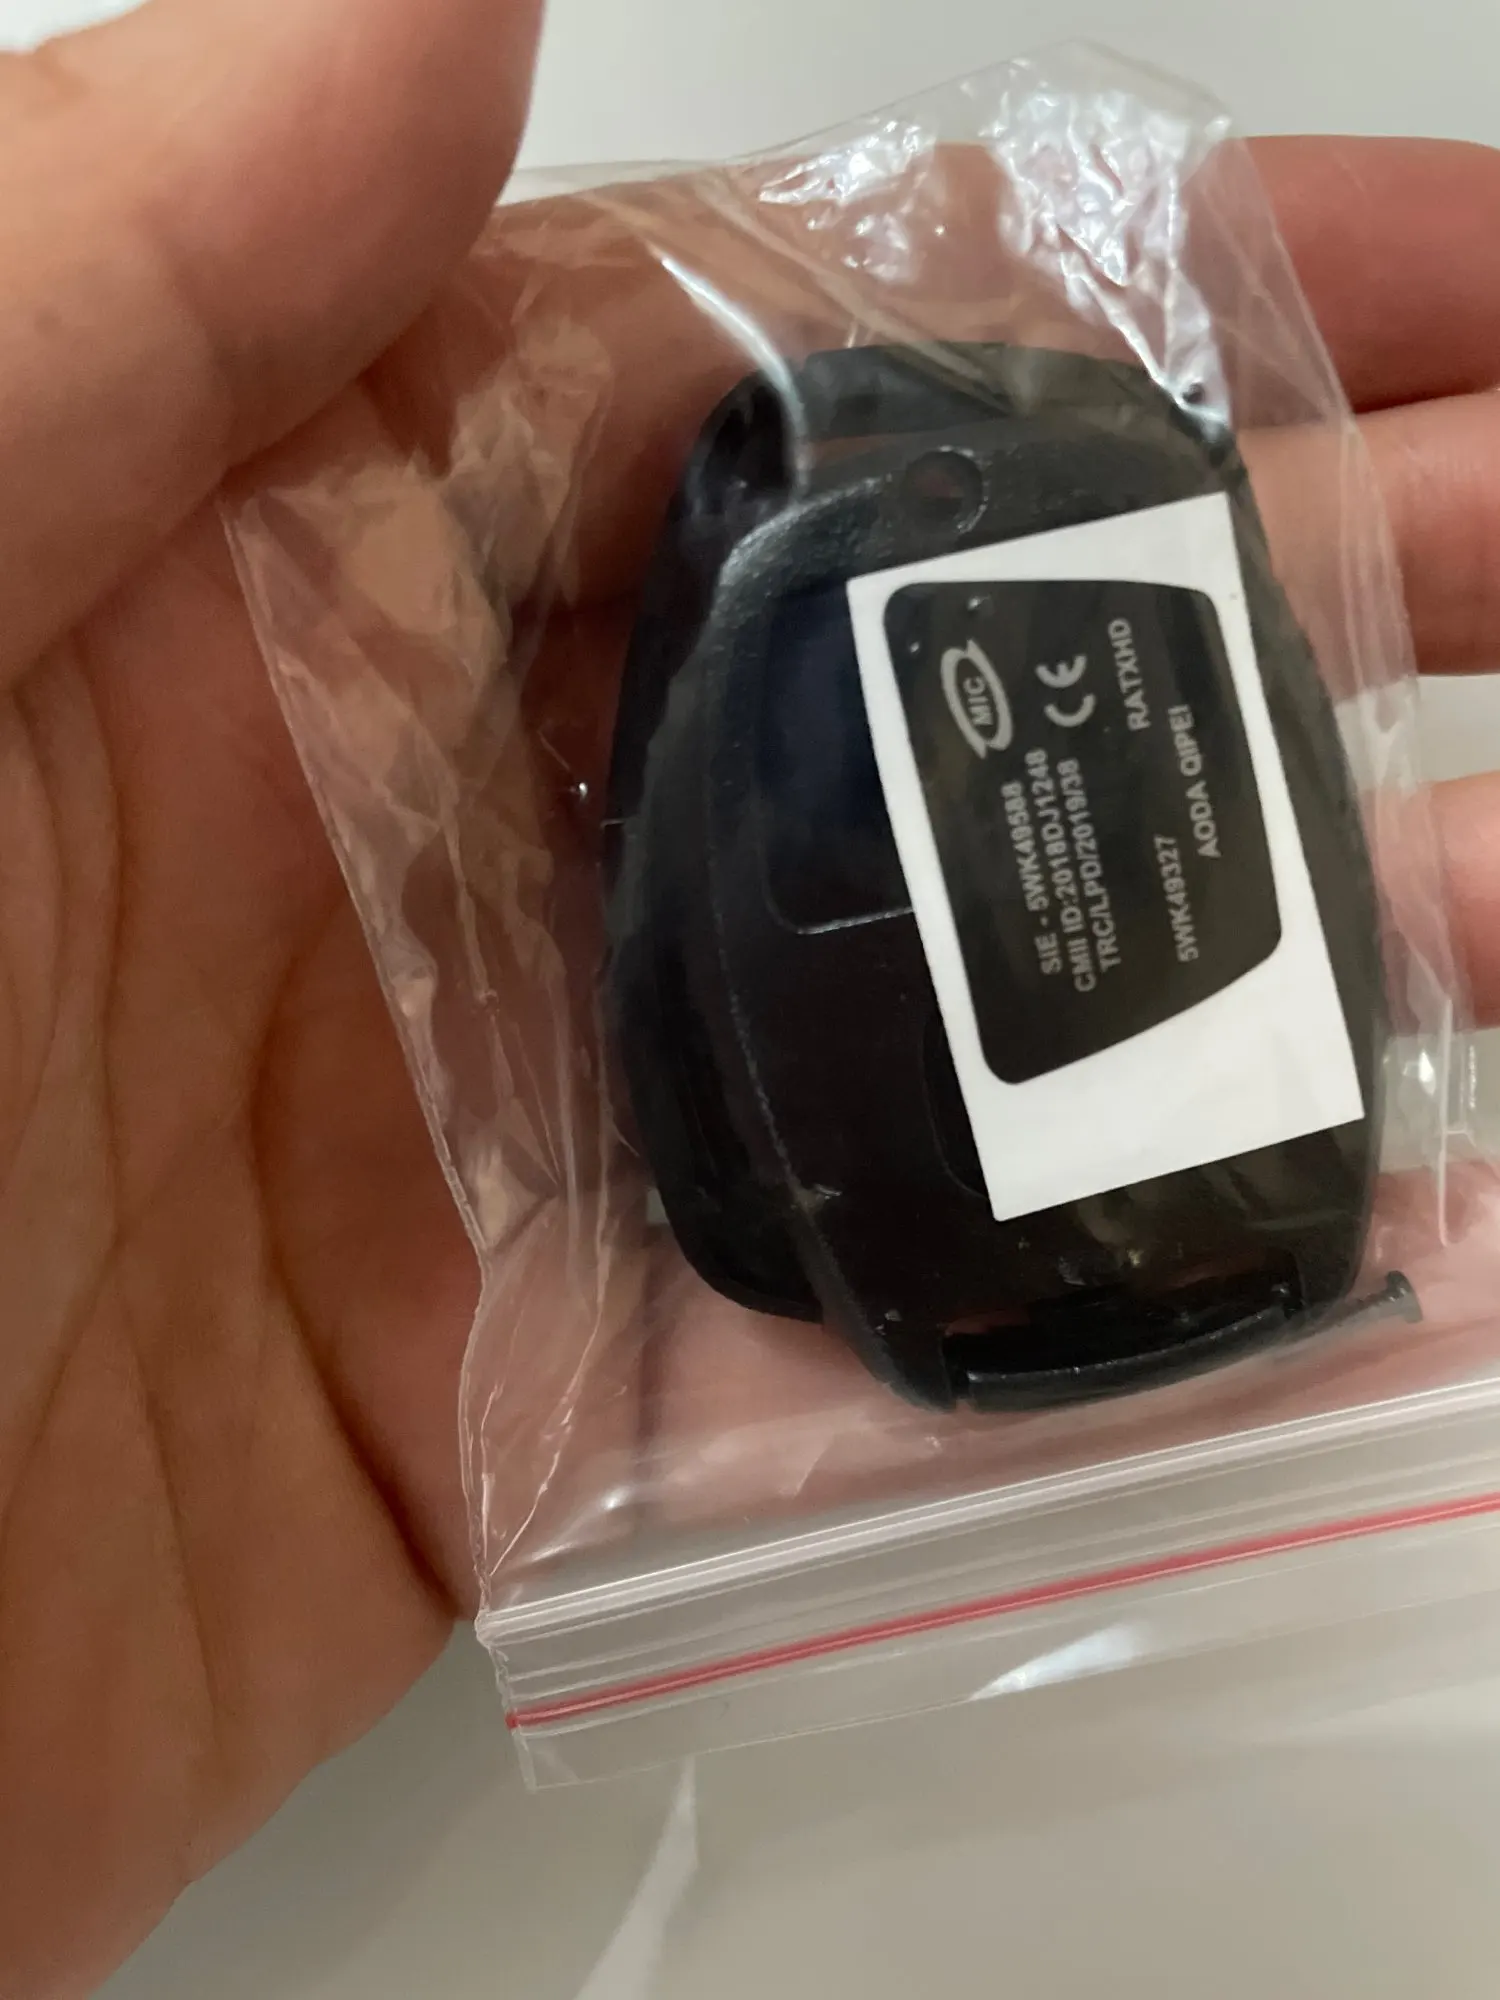 MIC
SIE - 5WK49588
CMII ID:2018DJ1248
TRC/LPD/2019/38
CE
RATXHD
5WK49327
AODA QIPEI